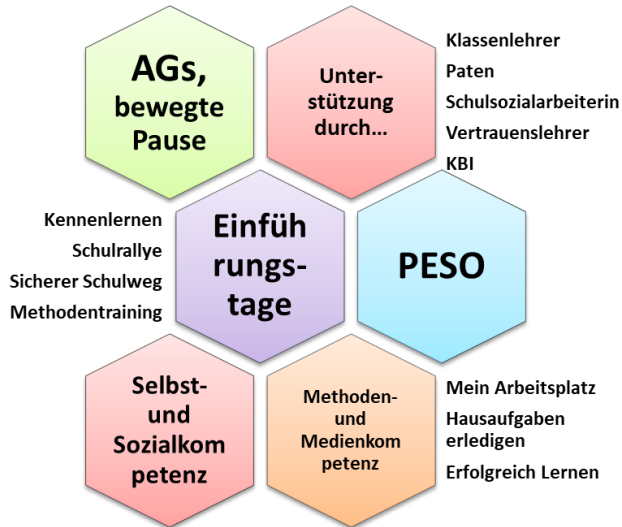 AGs,
bewegte
Pause
Unter-
stützung
durch...
Klassenlehrer
Paten
Schulsozialarbeiterin
Vertrauenslehrer
KBI
Kennenlernen
Schulrallye
Sicherer Schulweg
Methodentraining
Einfüh
rungs-
tage
PESO
Selbst-
und
Sozialkom
petenz
Methoden-
und
Medienkom
petenz
Mein Arbeitsplatz
Hausaufgaben
erledigen
Erfolgreich Lernen